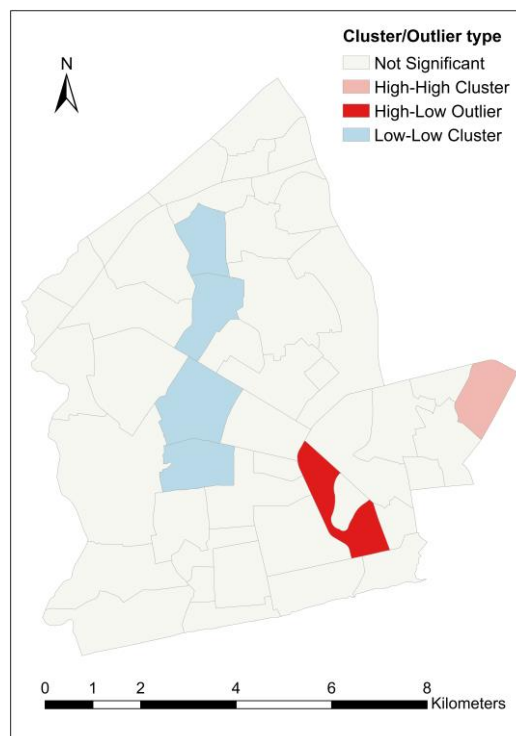 Cluster/Outlier type
Not Significant
High-High Cluster
High-Low Outlier
Low-Low Cluster
N
0 1 2 4 6 8
Kilometers